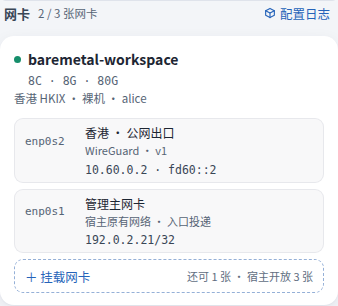 网卡 2 / 3 张网卡 配置日志
baremetal-workspace
8C · 8G · 80G
香港 HKIX • 裸机 • alice
enp0s2 香港 • 公网出口
WireGuard • v1
10.60.0.2 · fd60::2
enp0s1 管理主网卡
宿主原有网络 • 入口投递
192.0.2.21/32
+ 挂载网卡 还可 1 张 • 宿主开放 3 张